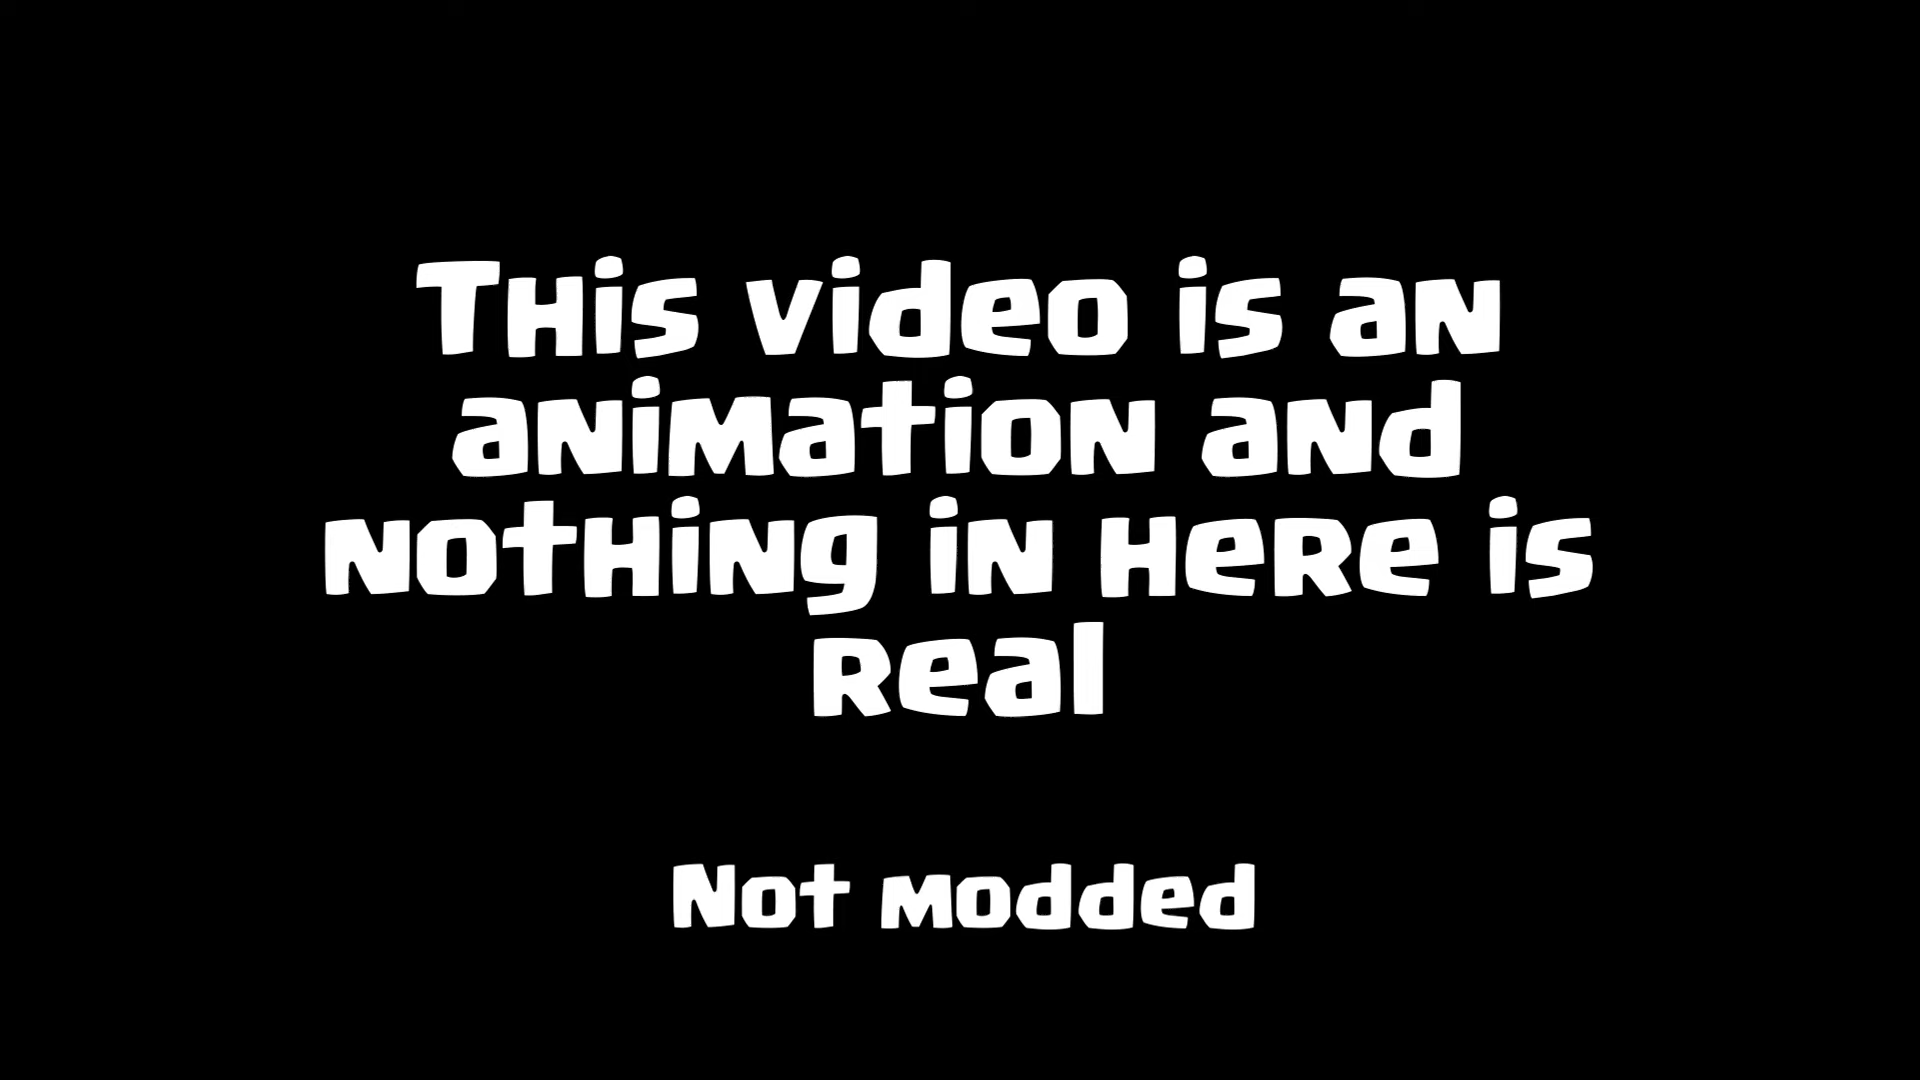 This video is an
animation and
nothing in here is
real
Not modded